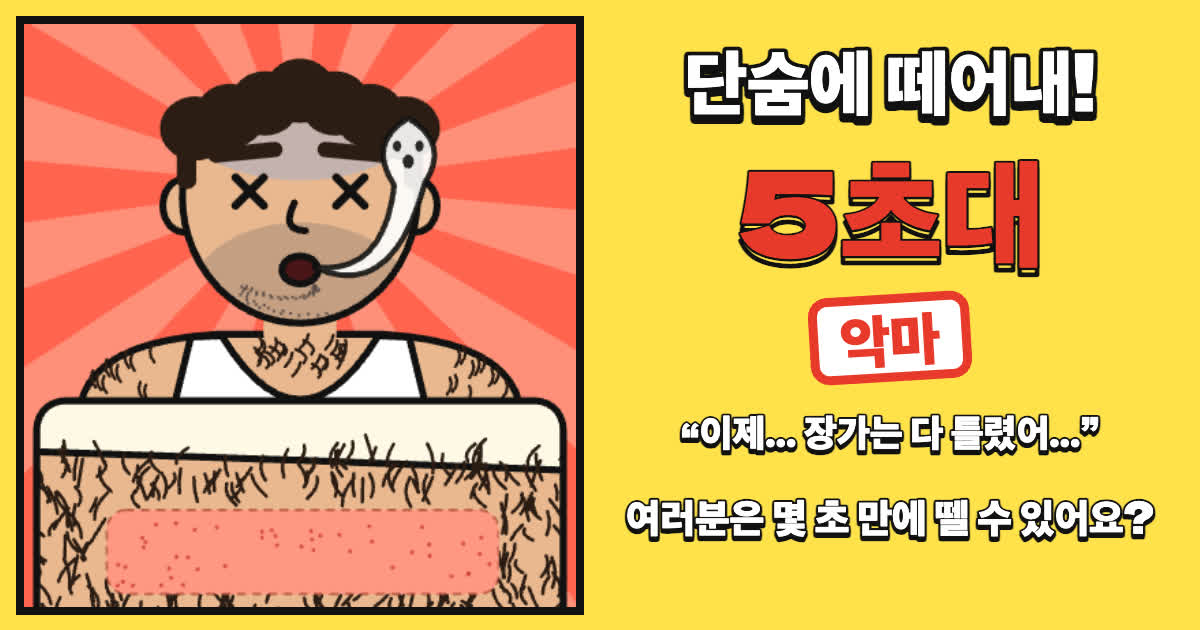 단숨에 떼어내!
5초대
악마
“이제... 장가는 다 틀렸어...”
여러분은 몇 초 만에 뗄 수 있어요?